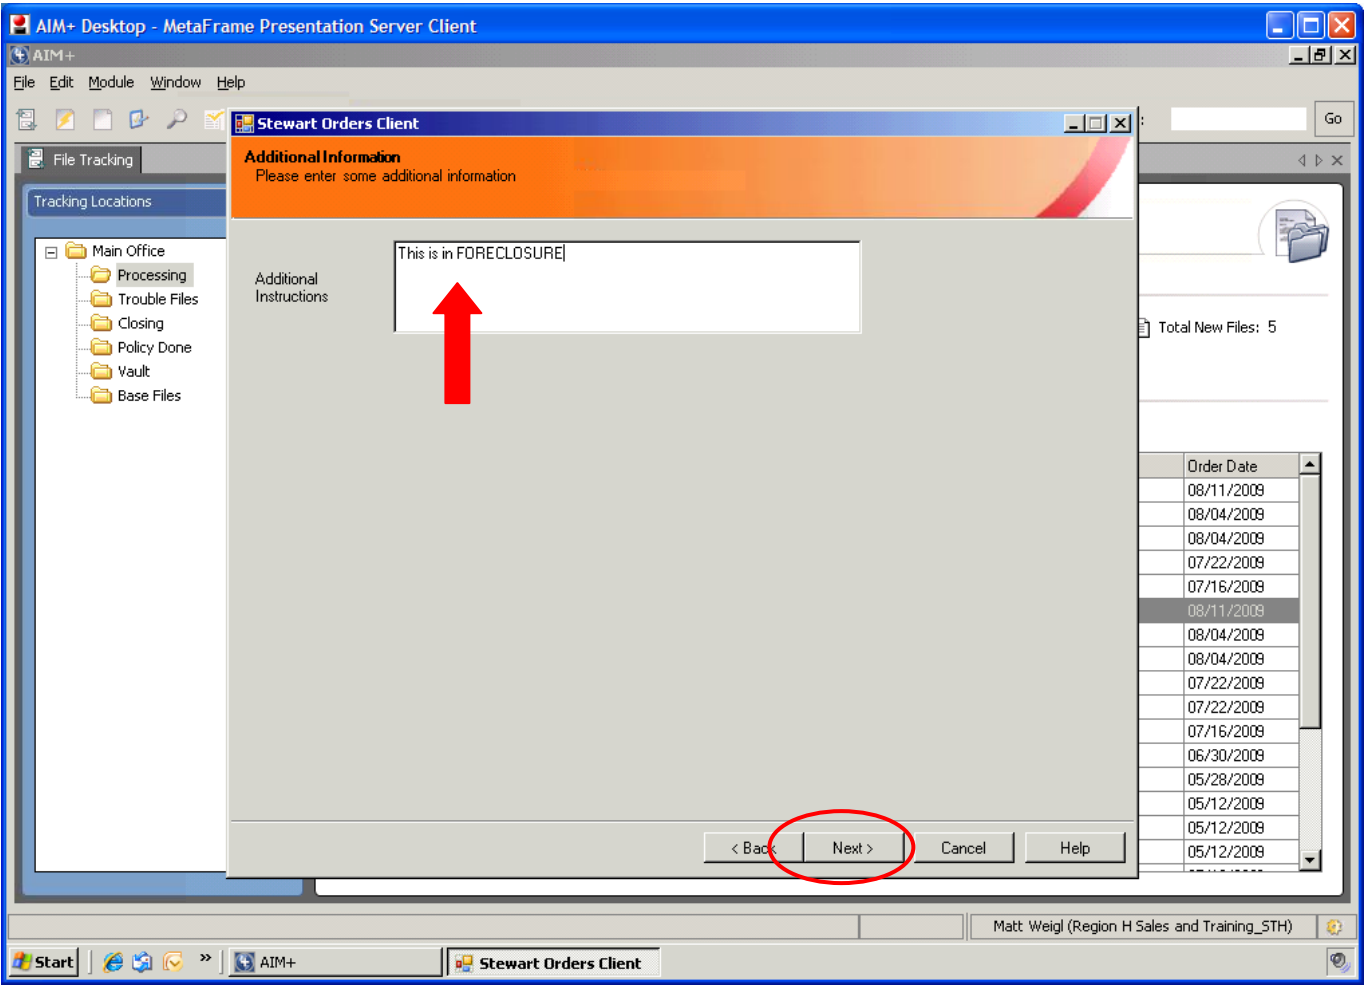 AIM+ Desktop - MetaFrame Presentation Server Client
AIM+
File Edit Module Window Help
Stewart Orders Client
: Go
File Tracking
Additional Information
Please enter some additional information
Tracking Locations
Main Office
Processing
Trouble Files
Closing
Policy Done
Vault
Base Files
Additional
Instructions
This is in FORECLOSURE
Total New Files: 5
Order Date
08/11/2009
08/04/2009
08/04/2009
07/22/2009
07/16/2009
08/11/2009
08/04/2009
08/04/2009
07/22/2009
07/22/2009
07/16/2009
06/30/2009
05/28/2009
05/12/2009
05/12/2009
05/12/2009
< Back Next > Cancel Help
Matt Weigl (Region H Sales and Training_STH)
Start » AIM+ Stewart Orders Client